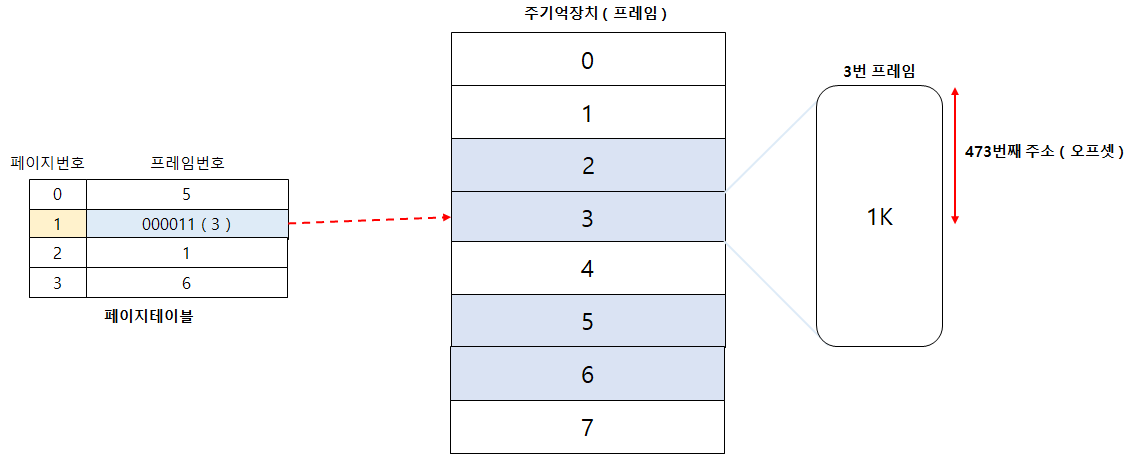 주기억장치 ( 프레임 )
0
1
2
3
4
5
6
7
페이지번호 프레임번호
0 5
1 000011 ( 3 )
2 1
3 6
페이지테이블
3번 프레임
1K
473번째 주소 ( 오프셋 )